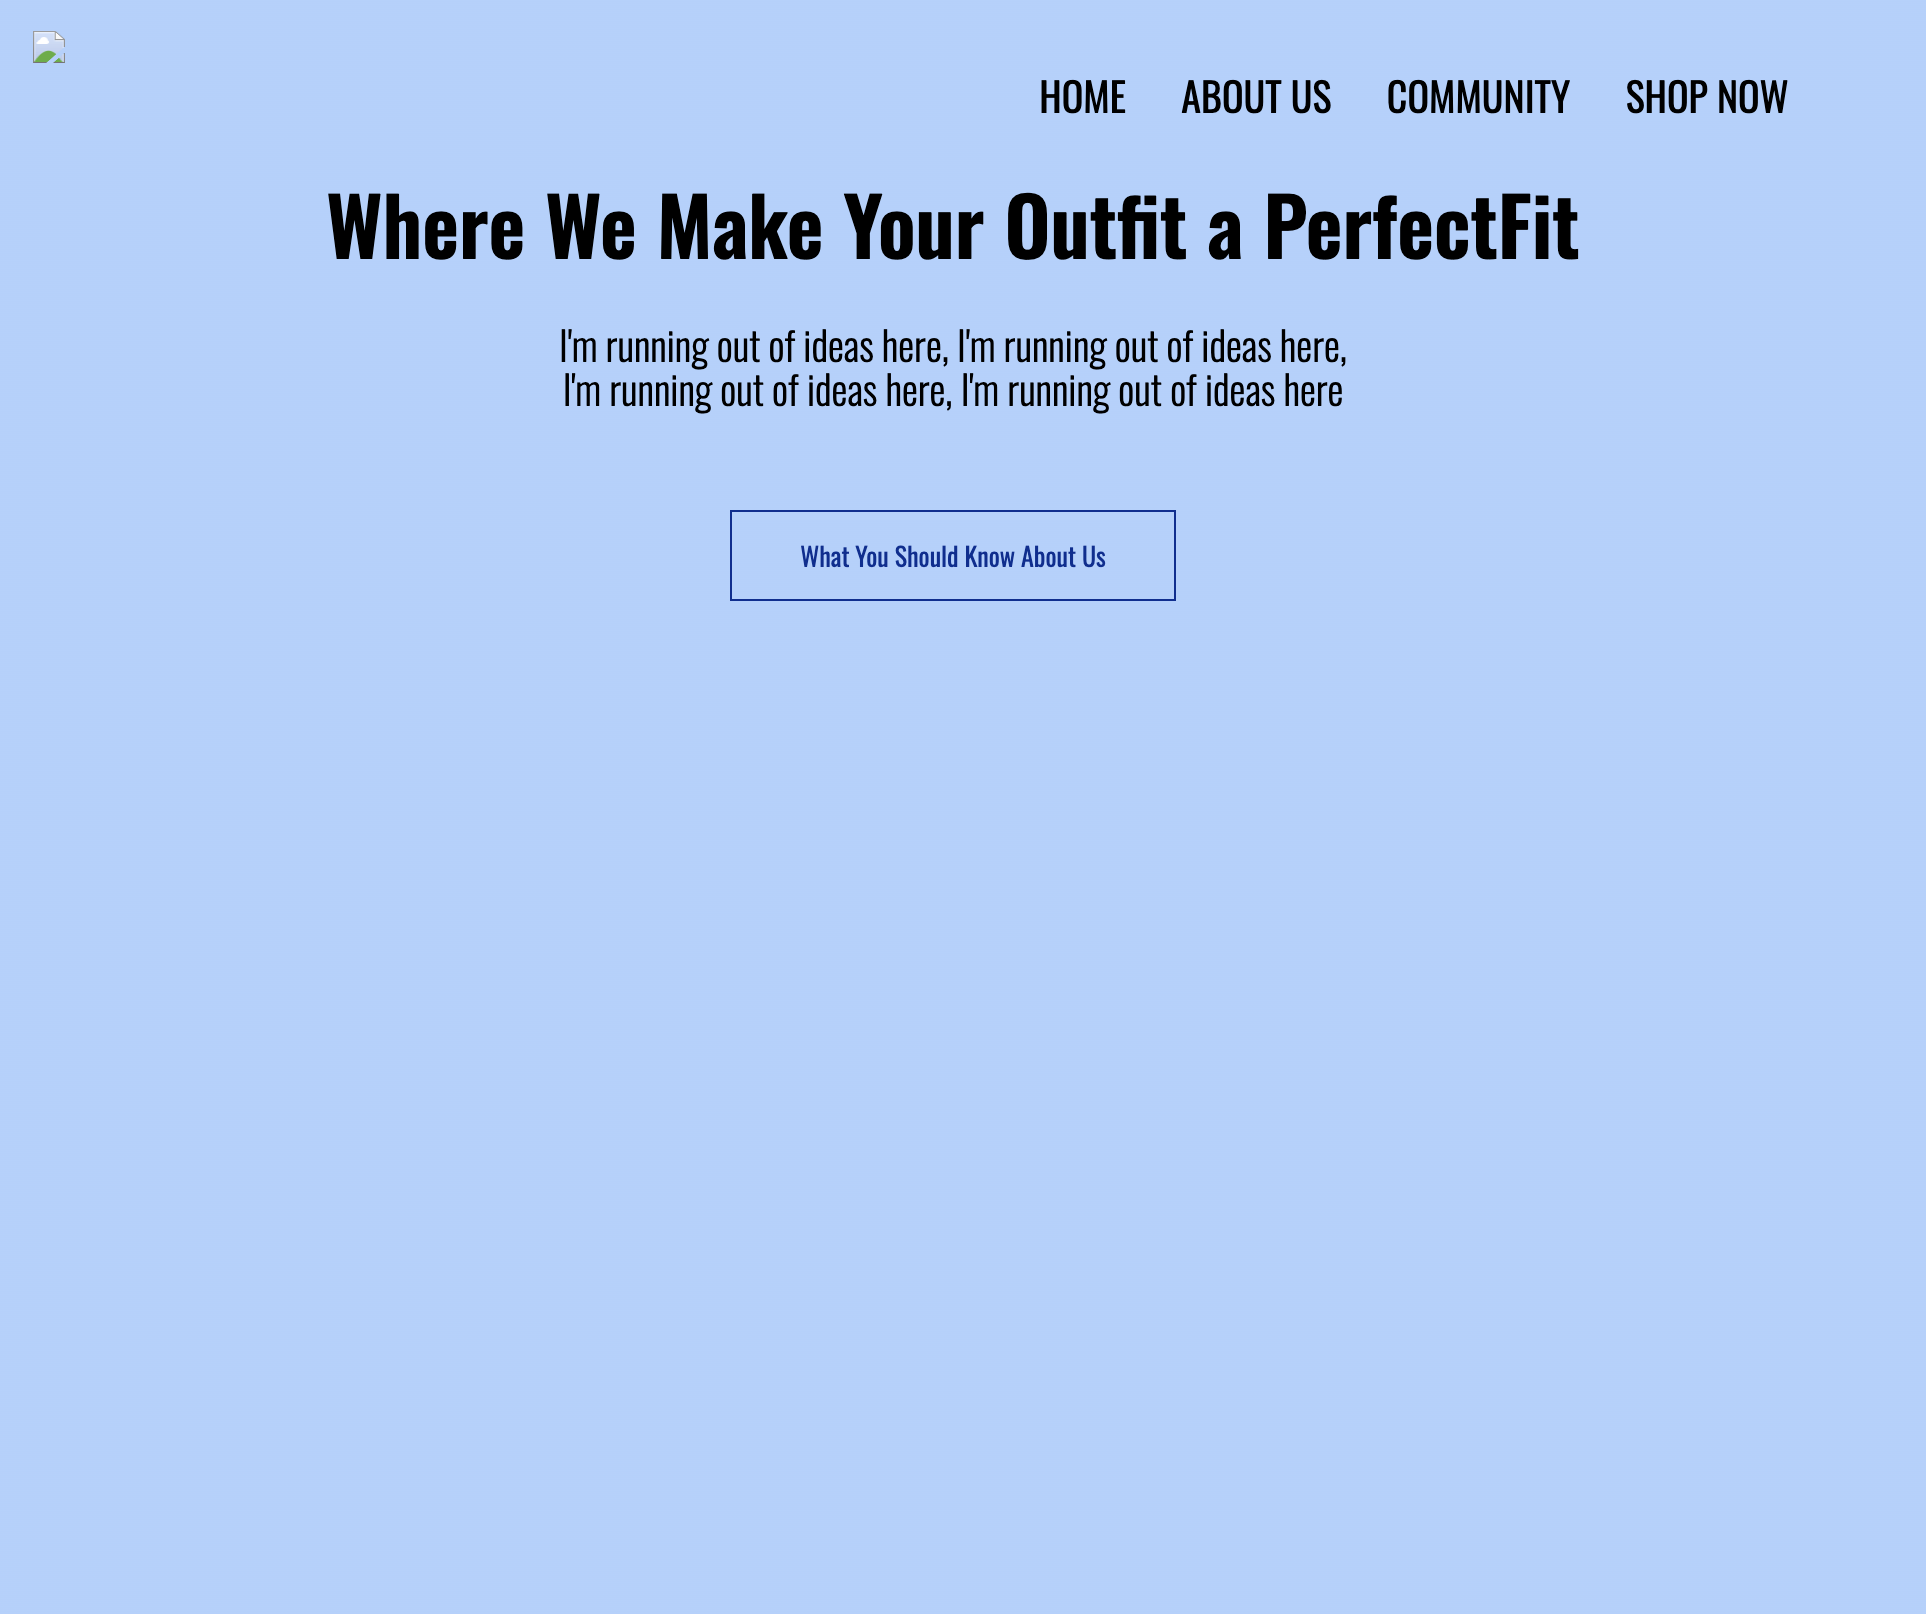 HOME ABOUT US COMMUNITY SHOP NOW
Where We Make Your Outfit a PerfectFit
I'm running out of ideas here, I'm running out of ideas here,
I'm running out of ideas here, I'm running out of ideas here
What You Should Know About Us